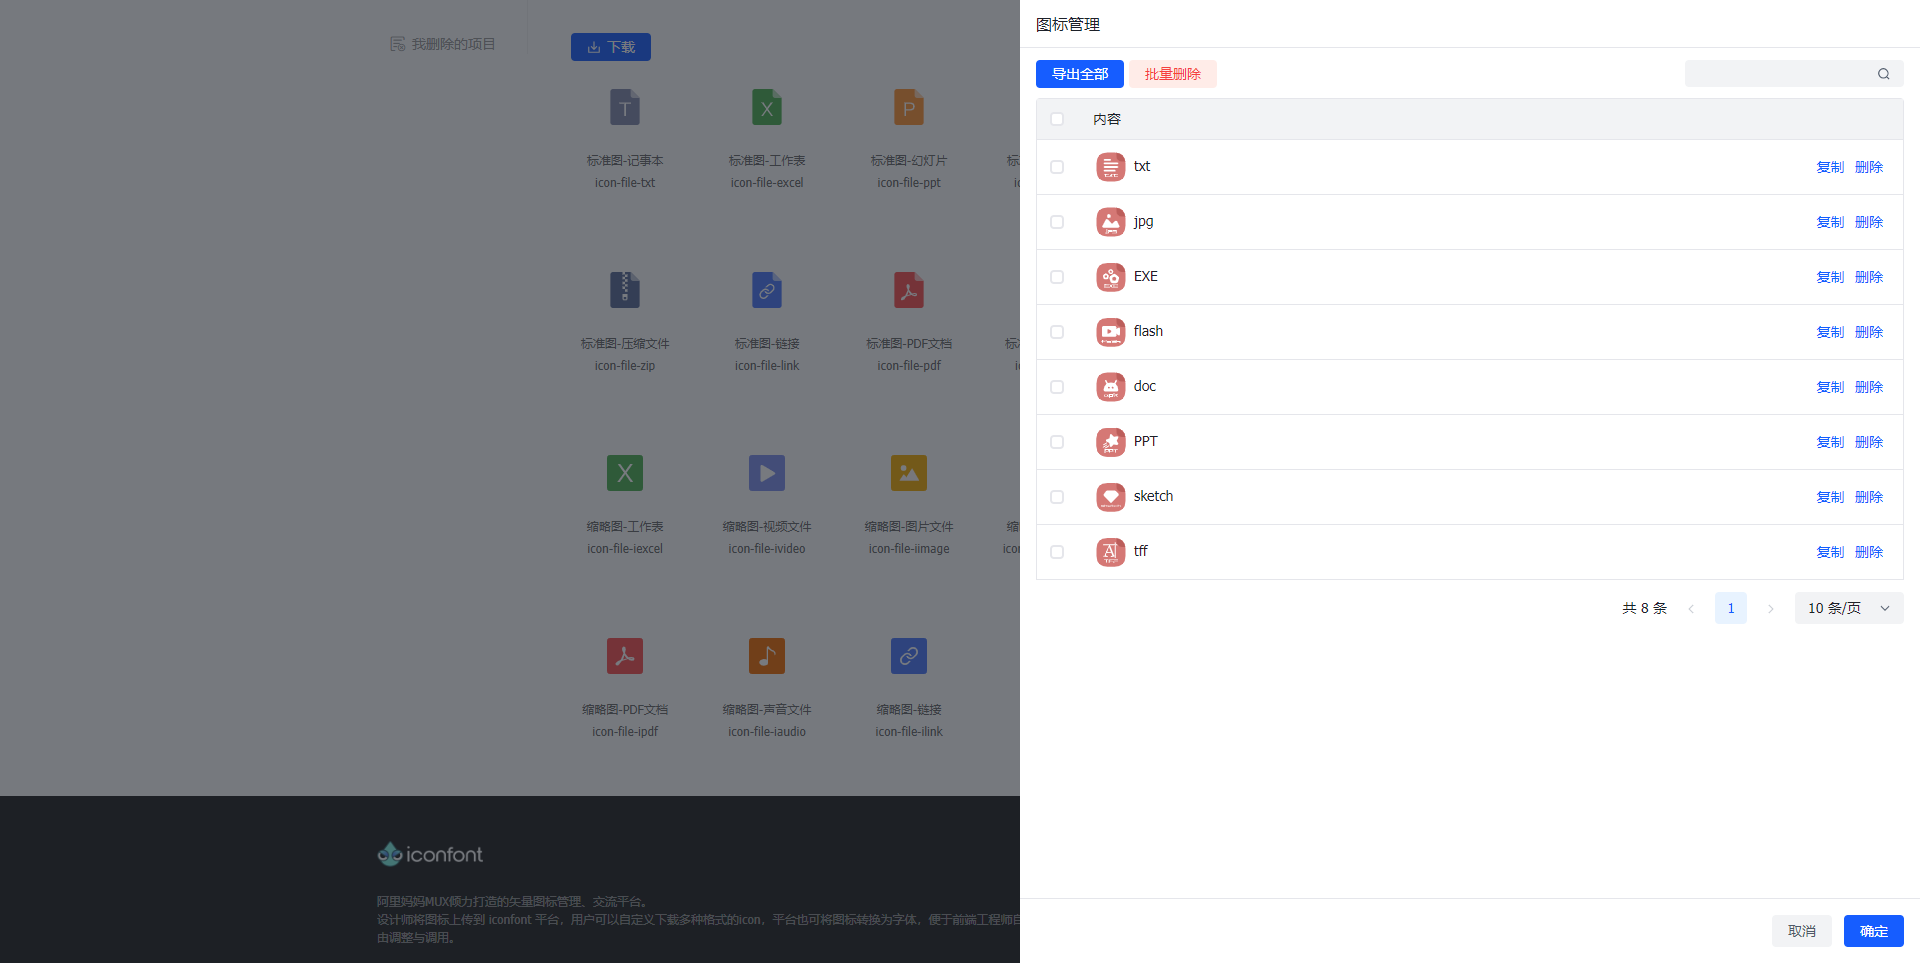 我删除的项目
下载
标准图-记事本
icon-file-txt
标准图-工作表
icon-file-excel
标准图-幻灯片
icon-file-ppt
标准图-压缩文件
icon-file-zip
标准图-链接
icon-file-link
标准图-PDF文档
icon-file-pdf
缩略图-工作表
icon-file-iexcel
缩略图-视频文件
icon-file-ivideo
缩略图-图片文件
icon-file-iimage
缩略图-PDF文档
icon-file-ipdf
缩略图-声音文件
icon-file-iaudio
缩略图-链接
icon-file-ilink
iconfont
阿里妈妈MUX倾力打造的矢量图标管理、交流平台。
设计师将图标上传到 iconfont 平台，用户可以自定义下载多种格式的icon，平台也可将图标转换为字体，便于前端工程师自
由调整与调用。
图标管理
导出全部 批量删除
内容
txt 复制 删除
jpg 复制 删除
EXE 复制 删除
flash 复制 删除
doc 复制 删除
PPT 复制 删除
sketch 复制 删除
tff 复制 删除
共 8 条 1 10 条/页
取消 确定